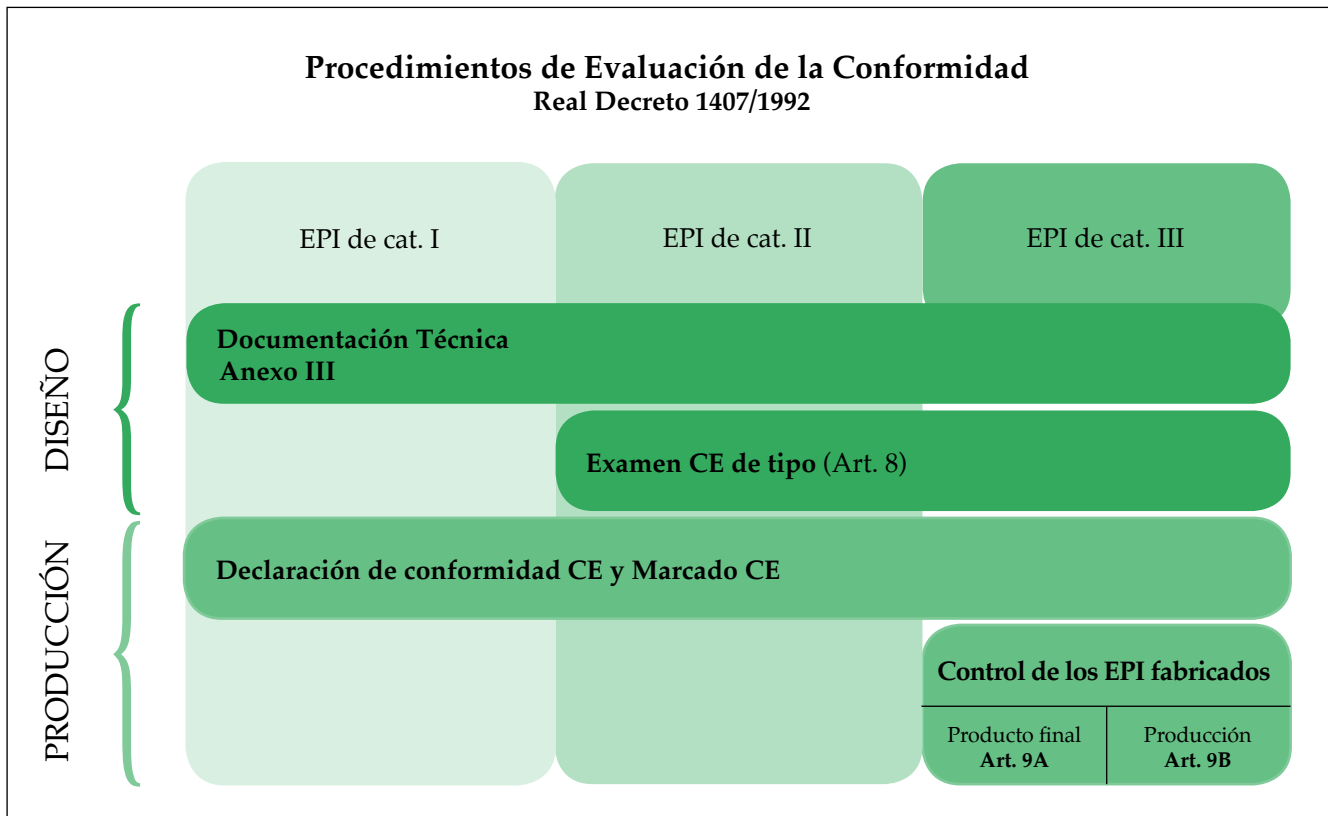 Procedimientos de Evaluación de la Conformidad
Real Decreto 1407/1992
EPI de cat. I
EPI de cat. II
EPI de cat. III
DISEÑO
Documentación Técnica
Anexo III
Examen CE de tipo (Art. 8)
PRODUCCIÓN
Declaración de conformidad CE y Marcado CE
Control de los EPI fabricados
Producto final
Art. 9A
Producción
Art. 9B